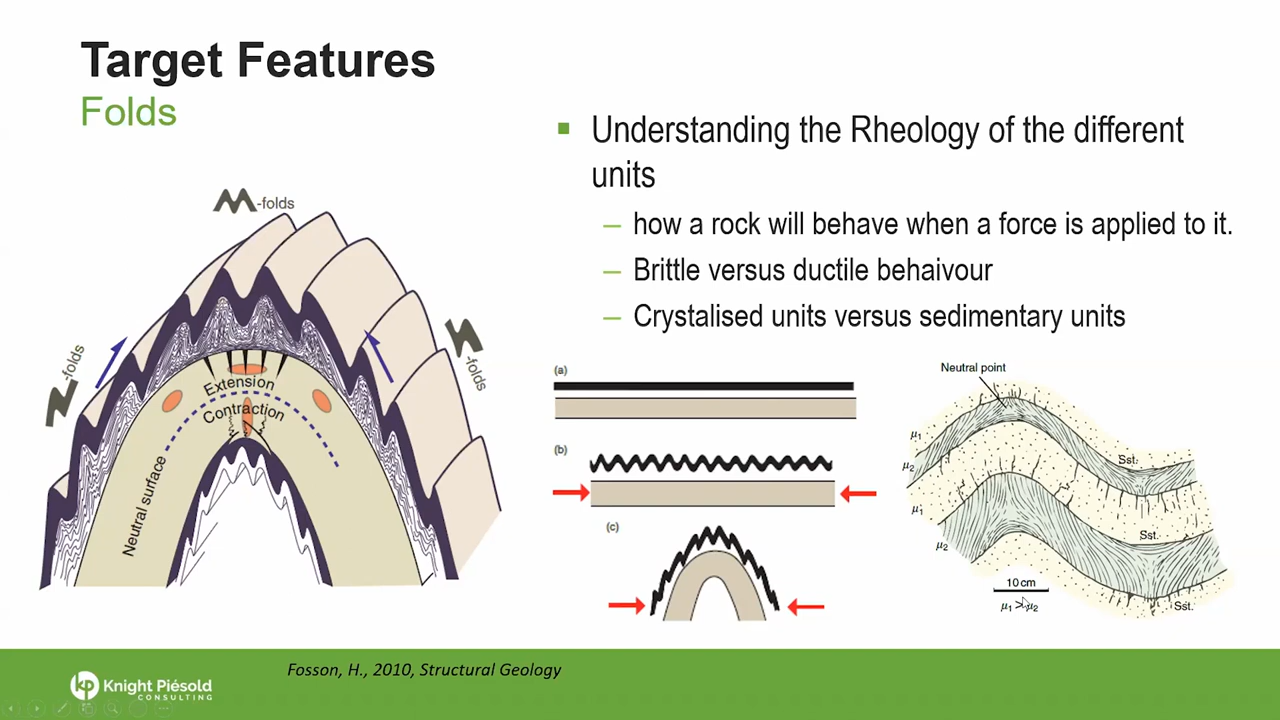 Target Features
Folds
Understanding the Rheology of the different
units
– how a rock will behave when a force is applied to it.
– Brittle versus ductile behaivour
– Crystalised units versus sedimentary units
M-folds
Z-folds
-folds
Extension
Contraction
Neutral surface
(a)
(b)
(c)
Neutral point
μ1
μ2
μ1
μ2
Sst.
Sst.
Sst.
10 cm
μ1 > μ2
Fosson, H., 2010, Structural Geology
kp Knight Piésold
CONSULTING